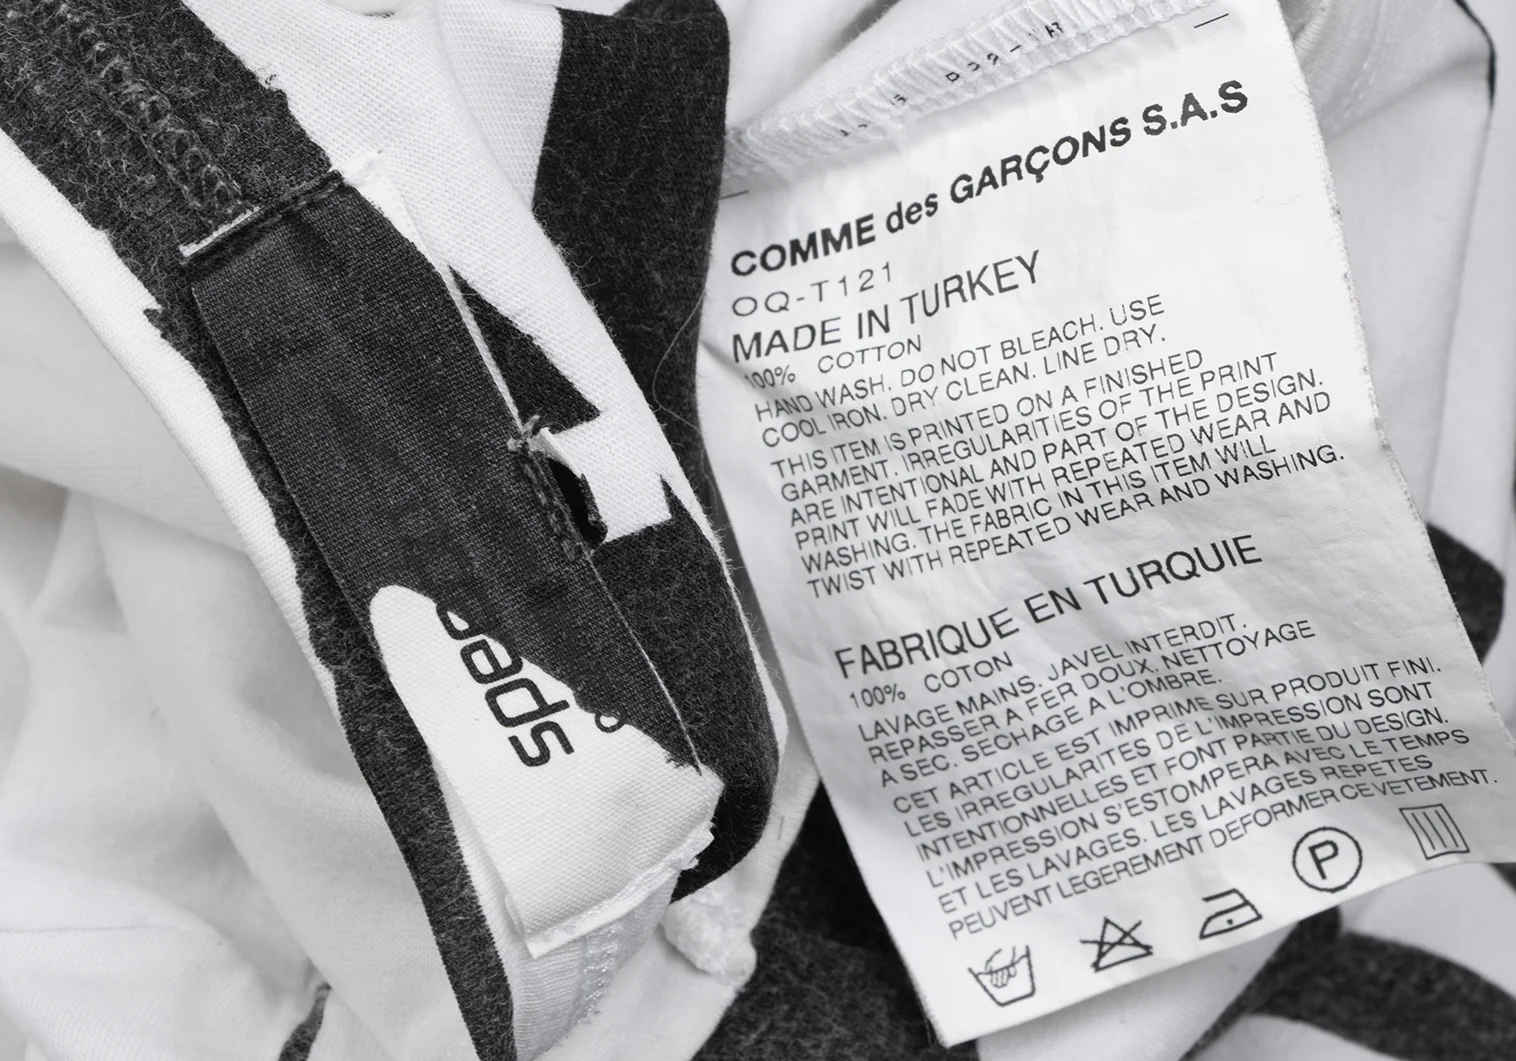 COMME des GARÇONS S.A.S
OQ-T121
MADE IN TURKEY
100% COTTON
HAND WASH. DO NOT BLEACH. USE
COOL IRON. DRY CLEAN. LINE DRY.
THIS ITEM IS PRINTED ON A FINISHED
GARMENT. IRREGULARITIES OF THE PRINT
ARE INTENTIONAL AND PART OF THE DESIGN.
PRINT WILL FADE WITH REPEATED WEAR AND
WASHING. THE FABRIC IN THIS ITEM WILL
TWIST WITH REPEATED WEAR AND WASHING.
FABRIQUE EN TURQUIE
100% COTON
LAVAGE MAINS. JAVEL INTERDIT.
REPASSER A FER DOUX. NETTOYAGE
A SEC. SECHAGE A L'OMBRE.
CET ARTICLE EST IMPRIME SUR PRODUIT FINI.
LES IRREGULARITES DE L'IMPRESSION SONT
INTENTIONNELLES ET FONT PARTIE DU DESIGN.
L'IMPRESSION S'ESTOMPERA AVEC LE TEMPS
ET LES LAVAGES. LES LAVAGES REPETES
PEUVENT LEGEREMENT DEFORMER CE VETEMENT.
P